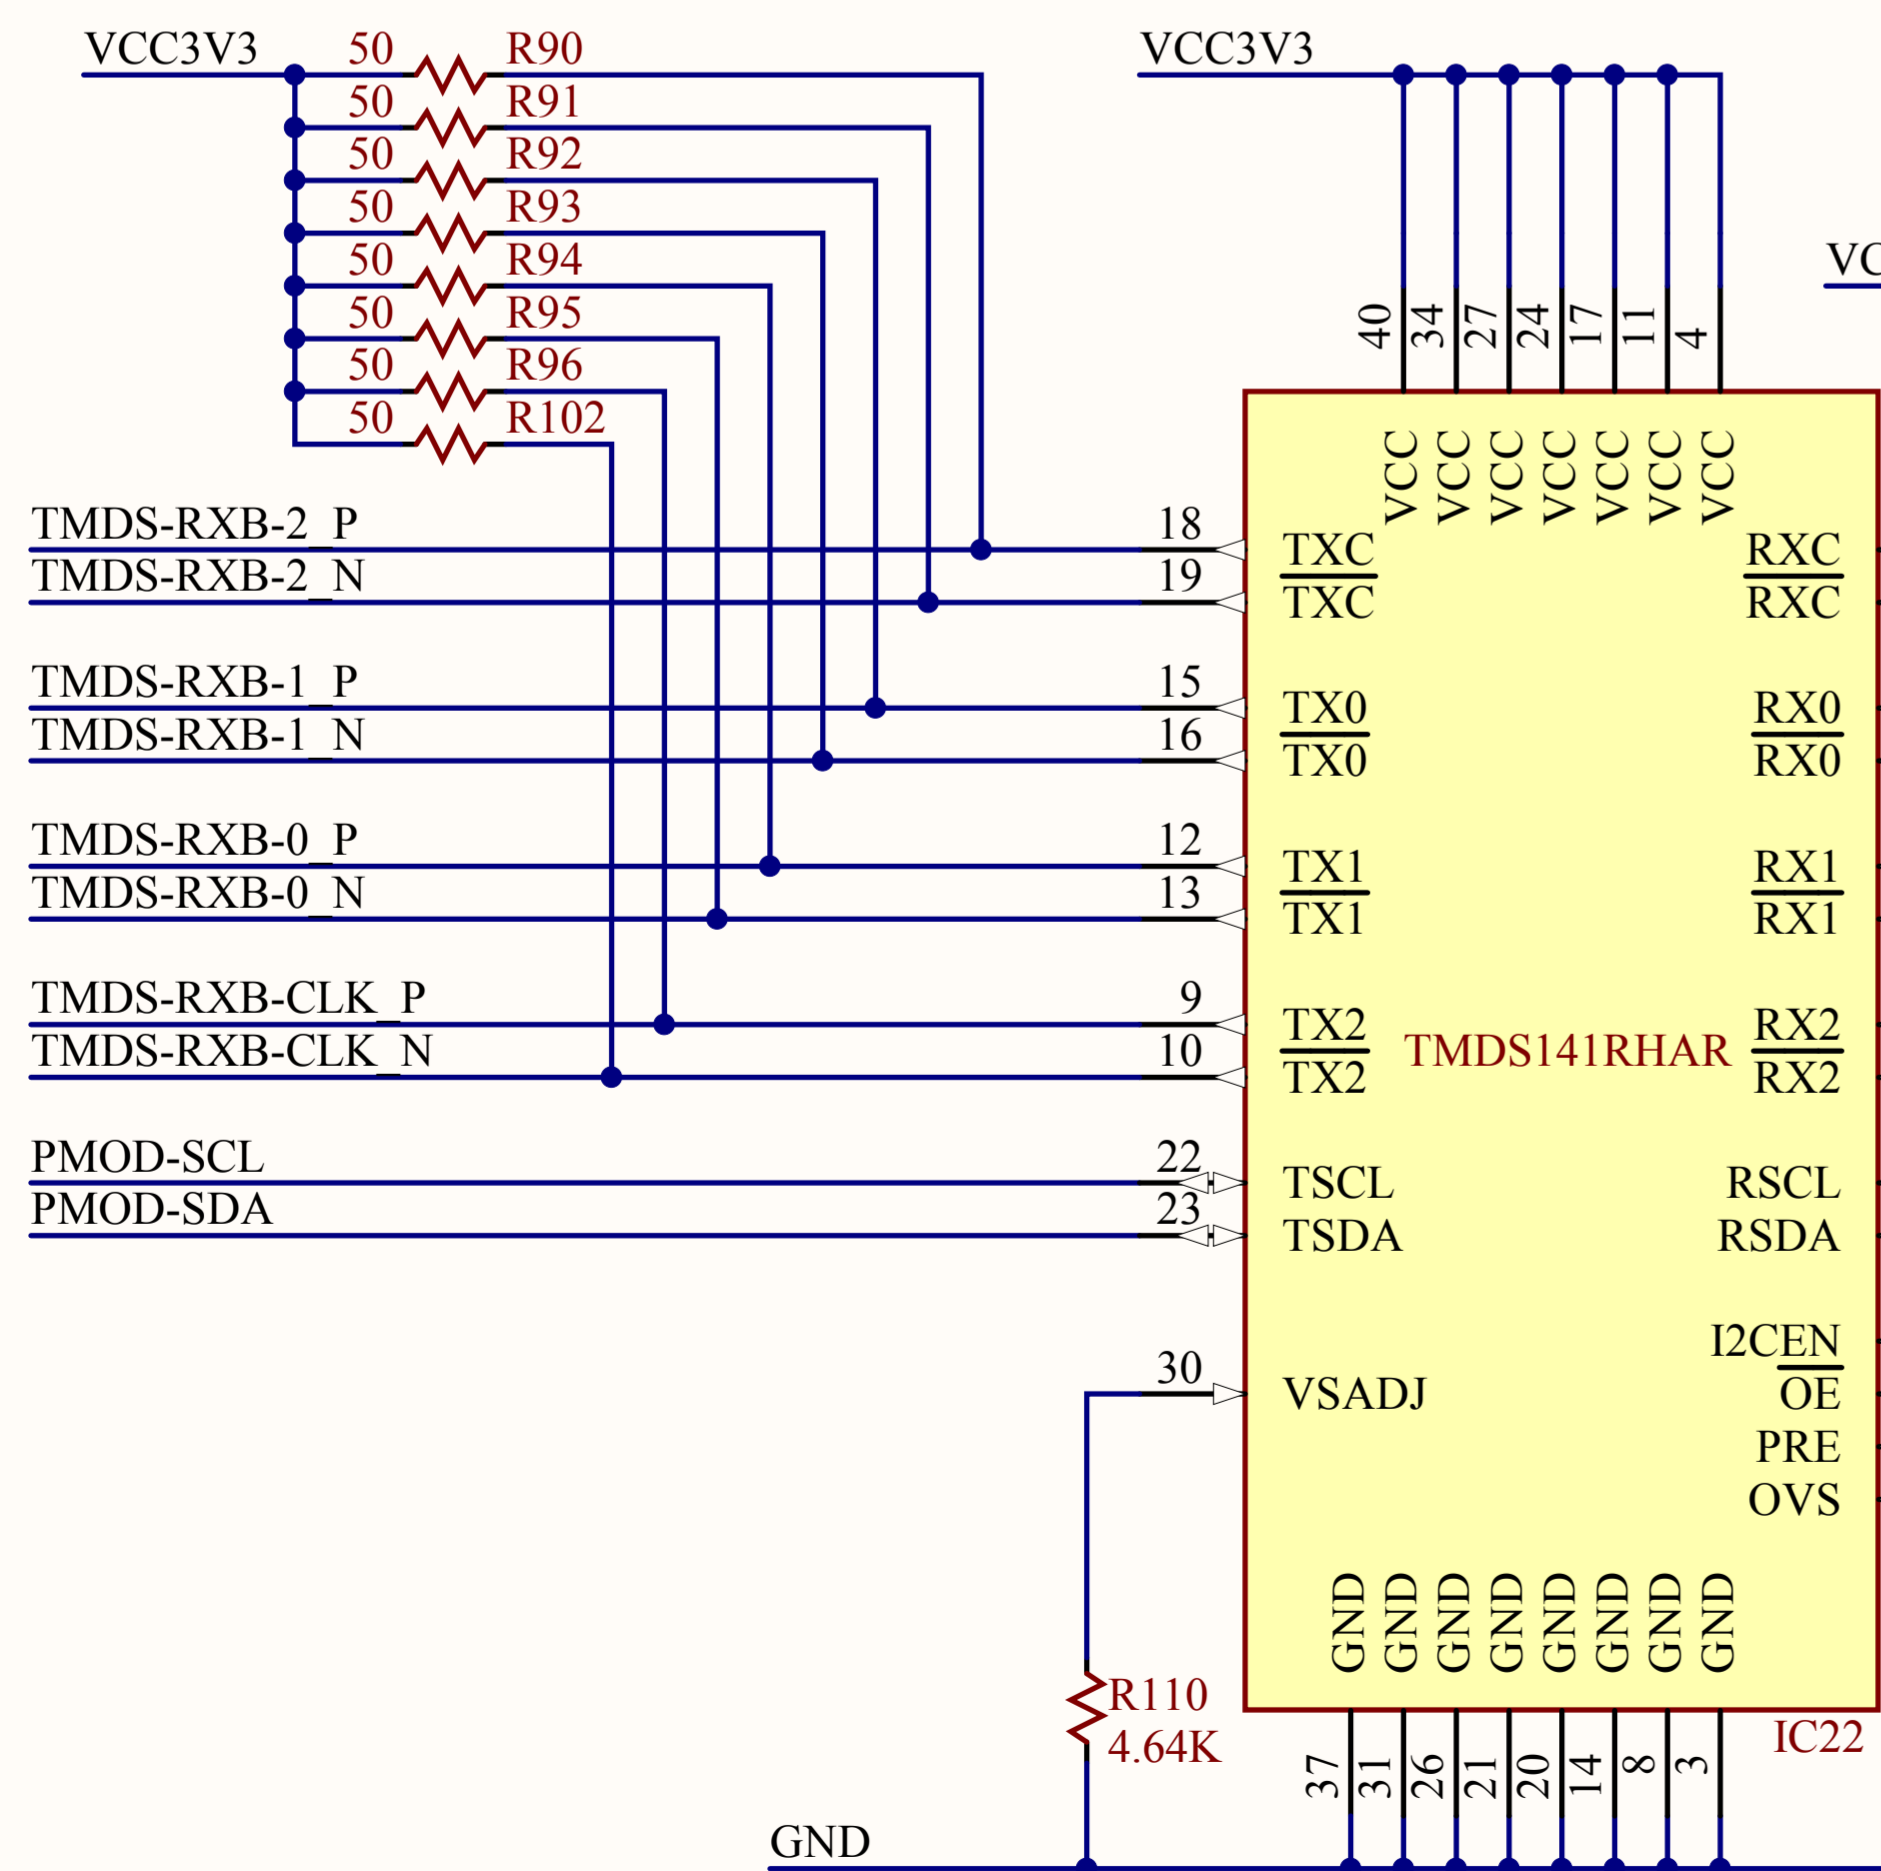 VCC3V3
50 R90
50 R91
50 R92
50 R93
50 R94
50 R95
50 R96
50 R102
VCC3V3
40 34 27 24 17 11 4
VCC VCC VCC VCC VCC VCC VCC
TMDS-RXB-2_P 18 TXC RXC
TMDS-RXB-2_N 19 TXC RXC
TMDS-RXB-1_P 15 TX0 RX0
TMDS-RXB-1_N 16 TX0 RX0
TMDS-RXB-0_P 12 TX1 RX1
TMDS-RXB-0_N 13 TX1 RX1
TMDS-RXB-CLK_P 9 TX2 RX2
TMDS141RHAR
TMDS-RXB-CLK_N 10 TX2 RX2
PMOD-SCL 22 TSCL RSCL
PMOD-SDA 23 TSDA RSDA
I2CEN
30 VSADJ OE
PRE
OVS
GND GND GND GND GND GND GND GND
R110
4.64K
IC22
37 31 26 21 20 14 8 3
GND